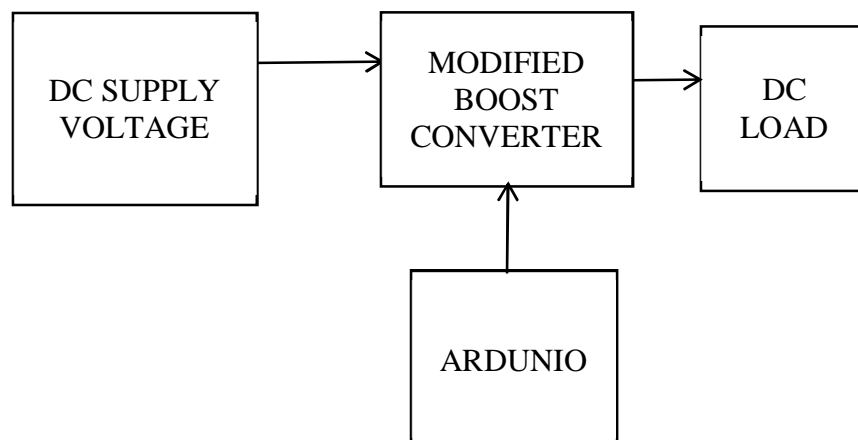 DC SUPPLY
VOLTAGE
MODIFIED
BOOST
CONVERTER
DC
LOAD
ARDUNIO